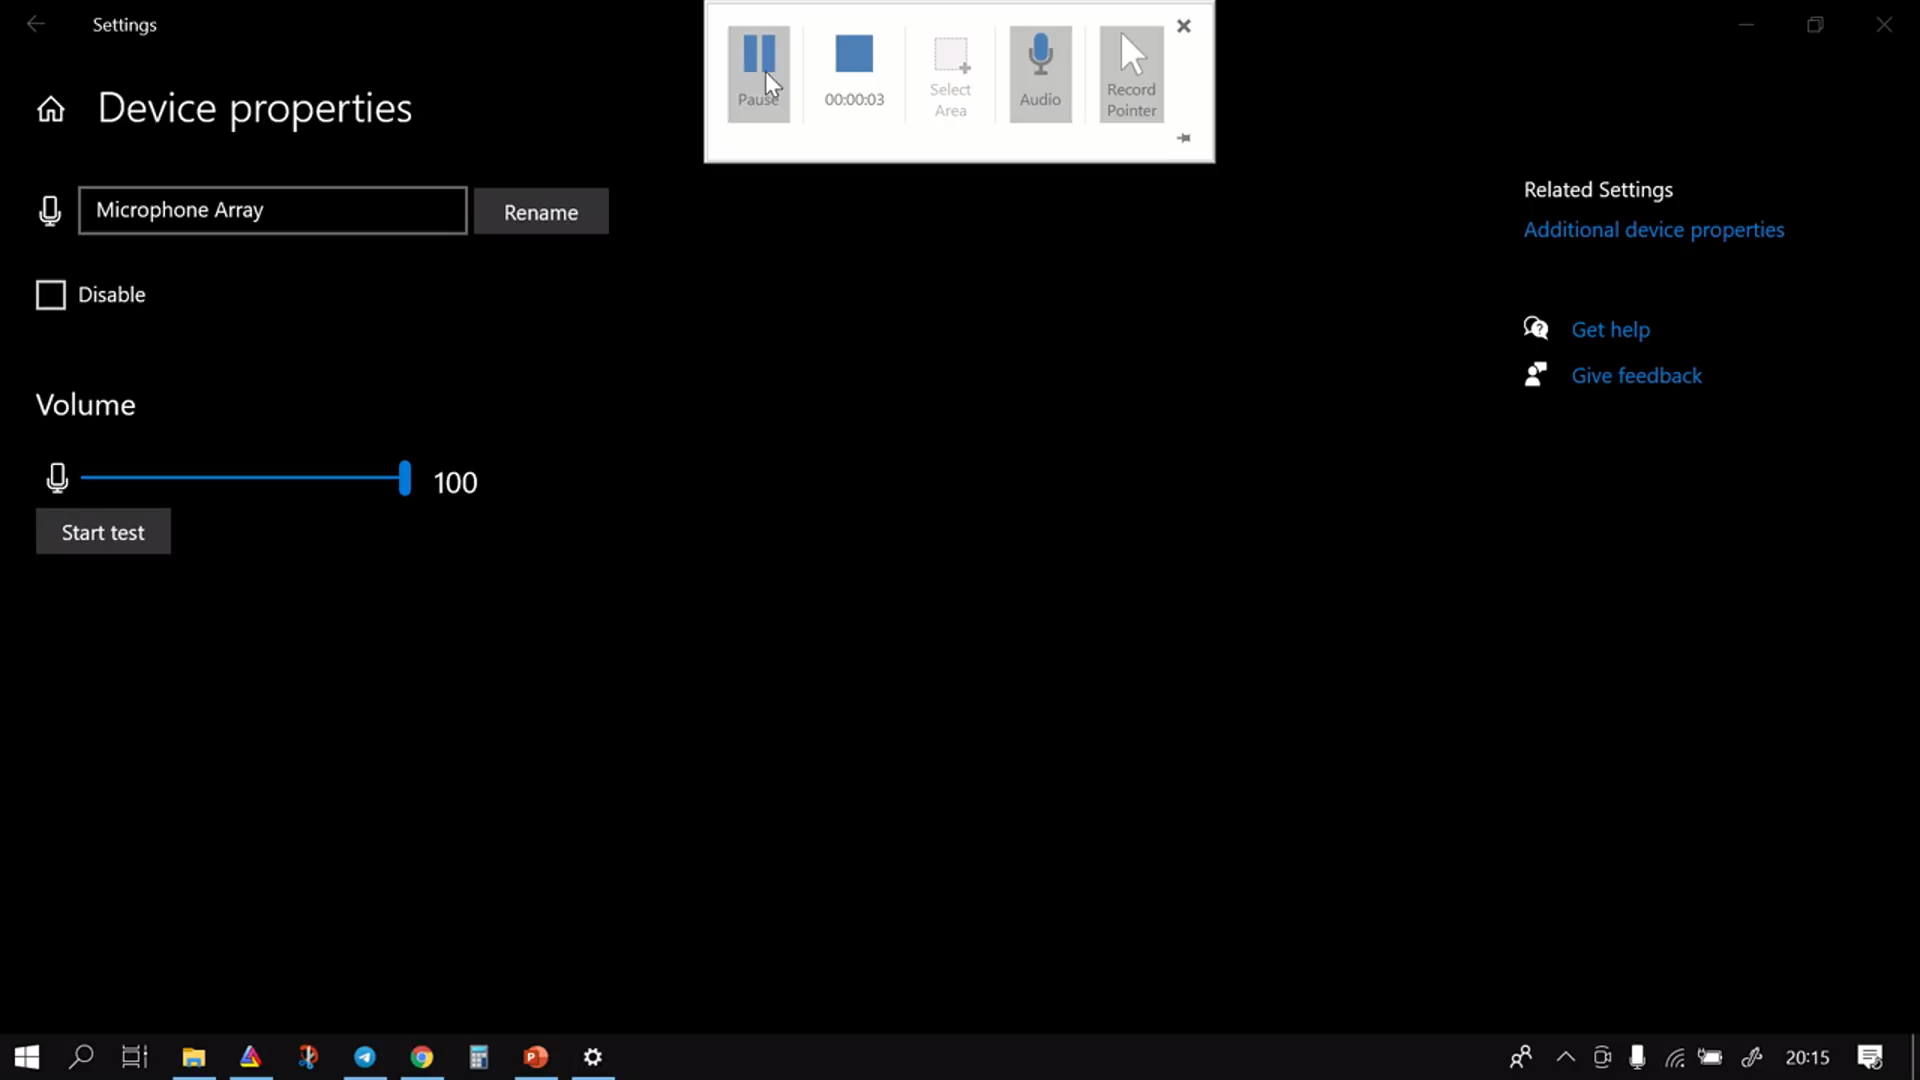 Settings
Device properties
Microphone Array
Rename
Disable
Volume
100
Start test
Pause
00:00:03
Select
Area
Audio
Record
Pointer
Related Settings
Additional device properties
Get help
Give feedback
20:15